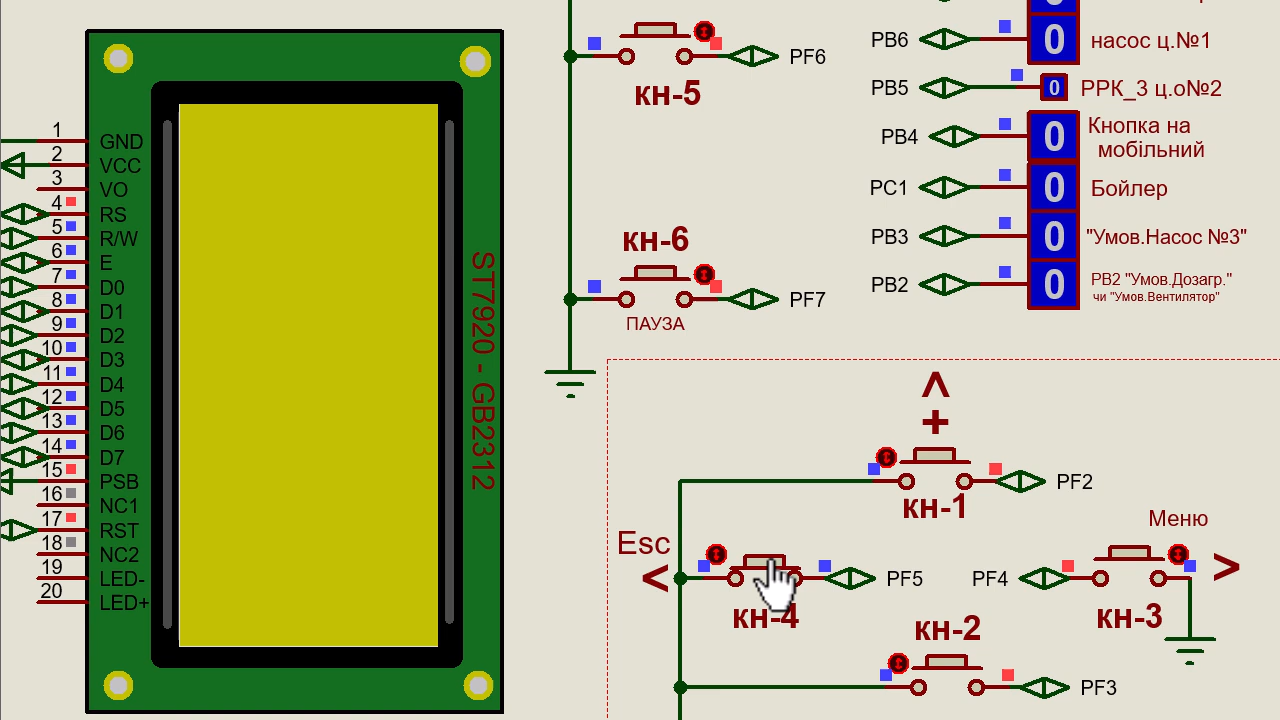 1 GND
2 VCC
3 VO
4 RS
5 R/W
6 E
7 D0
8 D1
9 D2
10 D3
11 D4
12 D5
13 D6
14 D7
15 PSB
16 NC1
17 RST
18 NC2
19 LED-
20 LED+
ST7920 - GB2312
PF6
кн-5
кн-6
PF7
ПАУЗА
PB6 0 насос ц.№1
PB5 0 РРК_3 ц.о№2
PB4 0 Кнопка на
мобільний
PC1 0 Бойлер
PB3 0 "Умов.Насос №3"
PB2 0 PB2 "Умов.Дозагр."
чи "Умов.Вентилятор"
^
+
PF2
кн-1
Esc
<
PF5
кн-4
Меню
PF4
>
кн-3
кн-2
PF3